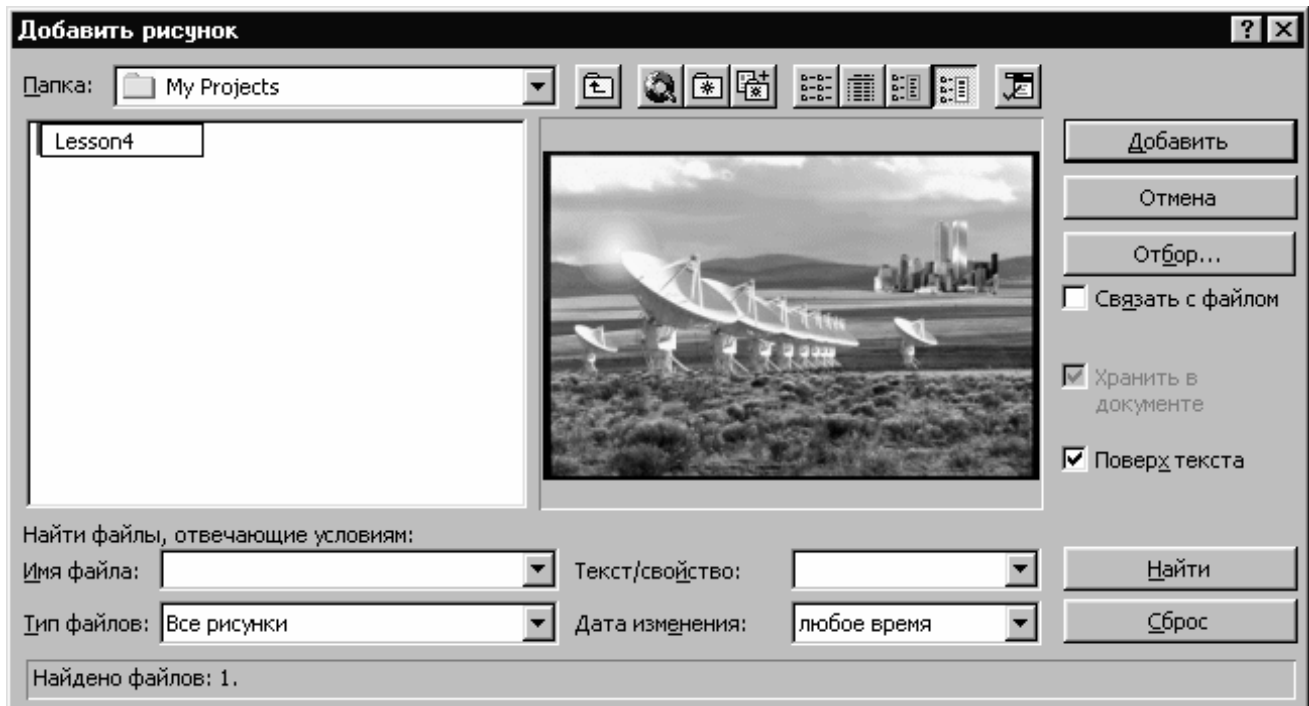 Добавить рисунок
Папка: My Projects
Lesson4
Добавить
Отмена
Отбор...
Связать с файлом
Хранить в
документе
Поверх текста
Найти файлы, отвечающие условиям:
Имя файла: Текст/свойство: Найти
Тип файлов: Все рисунки Дата изменения: любое время Сброс
Найдено файлов: 1.